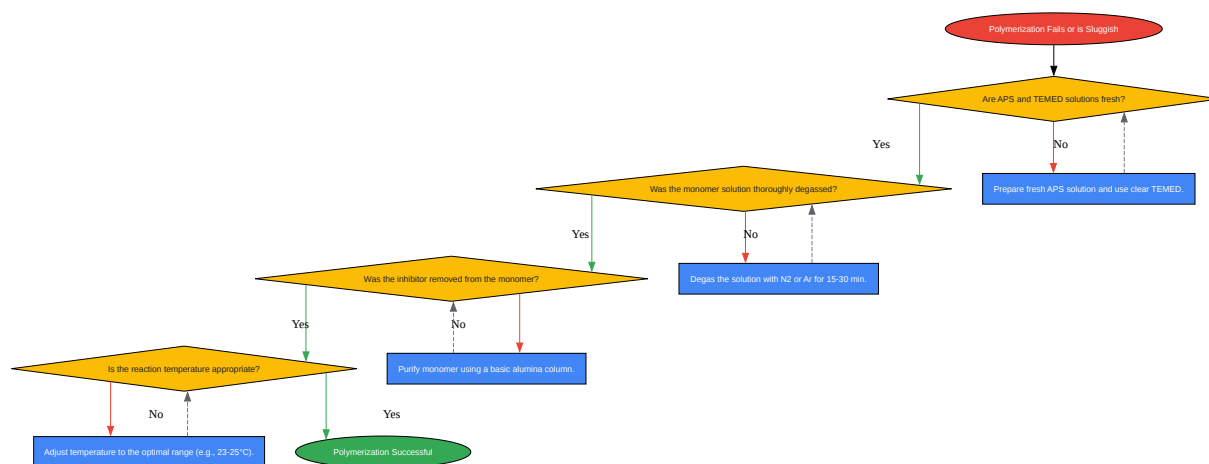 Polymerization Fails or is Sluggish
Are APS and TEMED solutions fresh?
Yes
No
Was the monomer solution thoroughly degassed?
Prepare fresh APS solution and use clear TEMED.
Yes
No
Was the inhibitor removed from the monomer?
Degas the solution with N2 or Ar for 15-30 min.
Yes
No
Is the reaction temperature appropriate?
Purify monomer using a basic alumina column.
No
Yes
Adjust temperature to the optimal range (e.g., 23-25°C).
Polymerization Successful